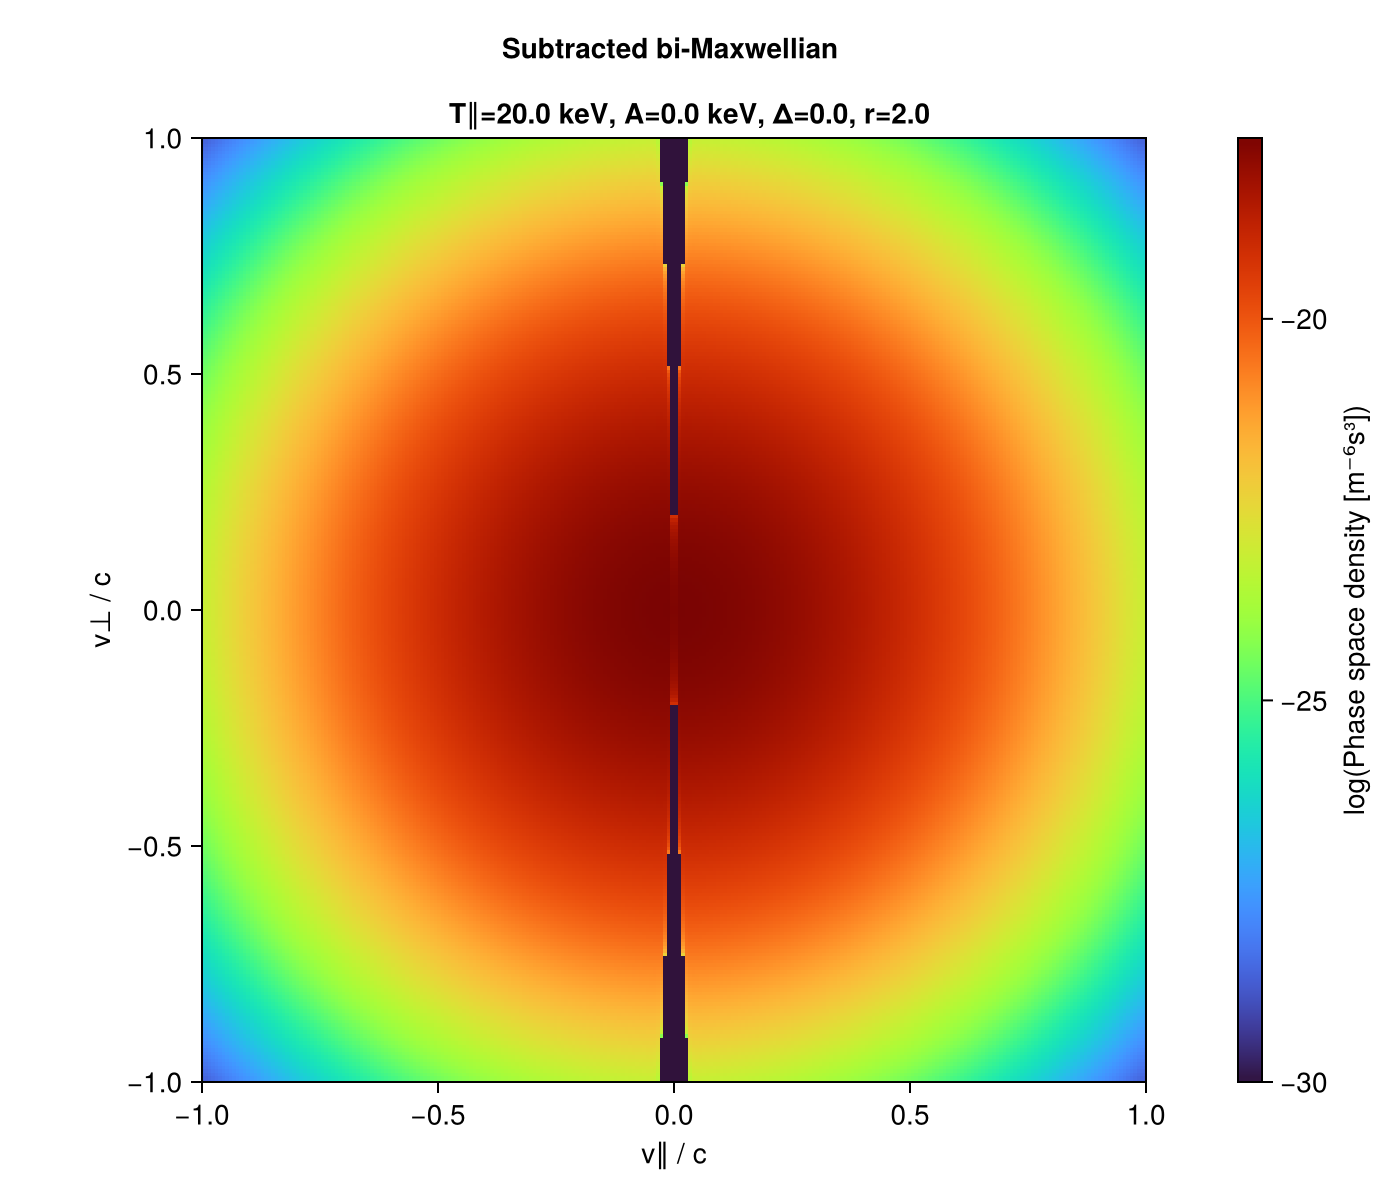 Subtracted bi-Maxwellian
T∥=20.0 keV, A=0.0 keV, Δ=0.0, r=2.0
1.0
0.5
0.0
−0.5
−1.0
v⊥ / c
−1.0 −0.5 0.0 0.5 1.0
v∥ / c
−20
−25
−30
log(Phase space density [m⁻⁶s³])